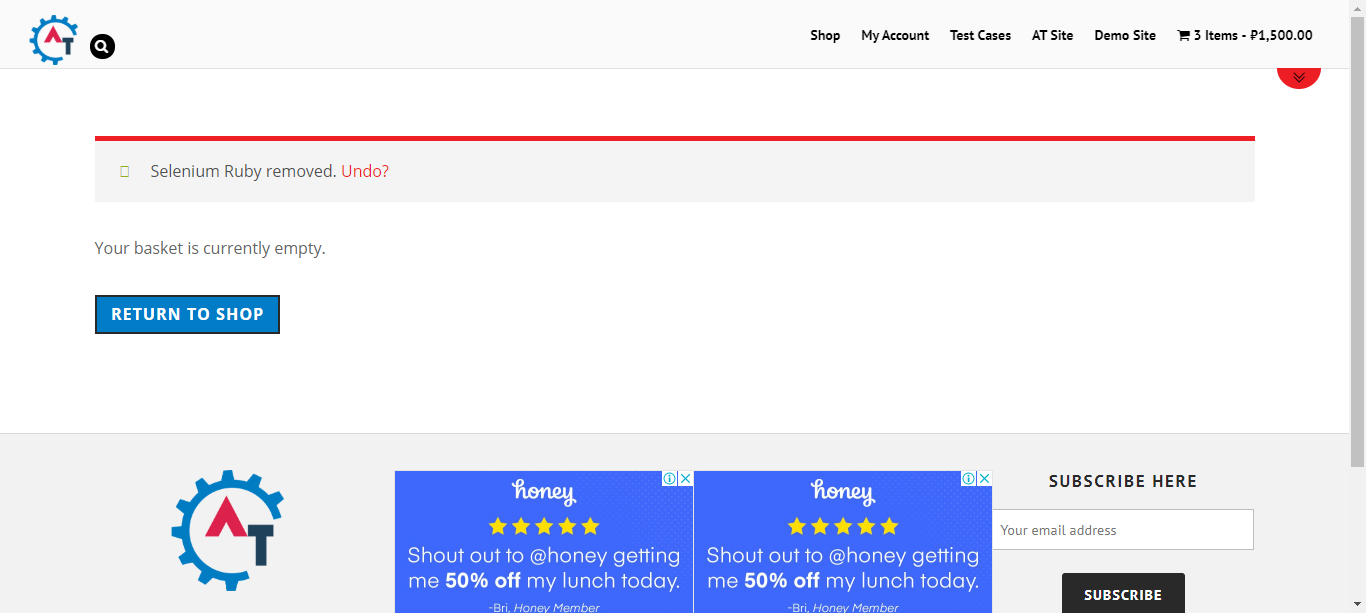 AT
Shop My Account Test Cases AT Site Demo Site 3 Items - ₽1,500.00
Selenium Ruby removed. Undo?
Your basket is currently empty.
RETURN TO SHOP
AT
honey
Shout out to @honey getting
me 50% off my lunch today.
-Bri, Honey Member
honey
Shout out to @honey getting
me 50% off my lunch today.
-Bri, Honey Member
SUBSCRIBE HERE
Your email address
SUBSCRIBE